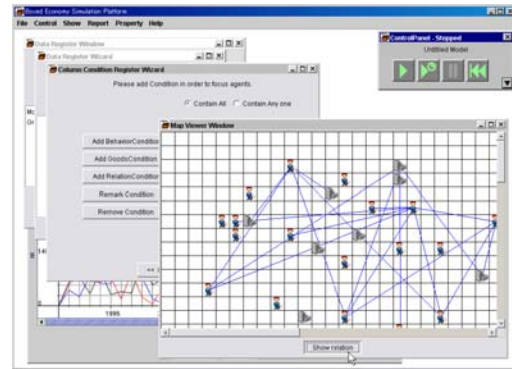 Boxed Economy Simulation Platform
File Control Show Report Property Help
ControlPanel - Stopped
Untitled Model
Data Register Window
Data Register Wizard
Column Condition Register Wizard
Please add Condition in order to focus agents.
Contain All Contain Any one
Map Viewer Window
Add BehaviorCondition
Add GoodsCondition
Add RelationCondition
Remark Condition
Remove Condition
<<
1995
Show relation